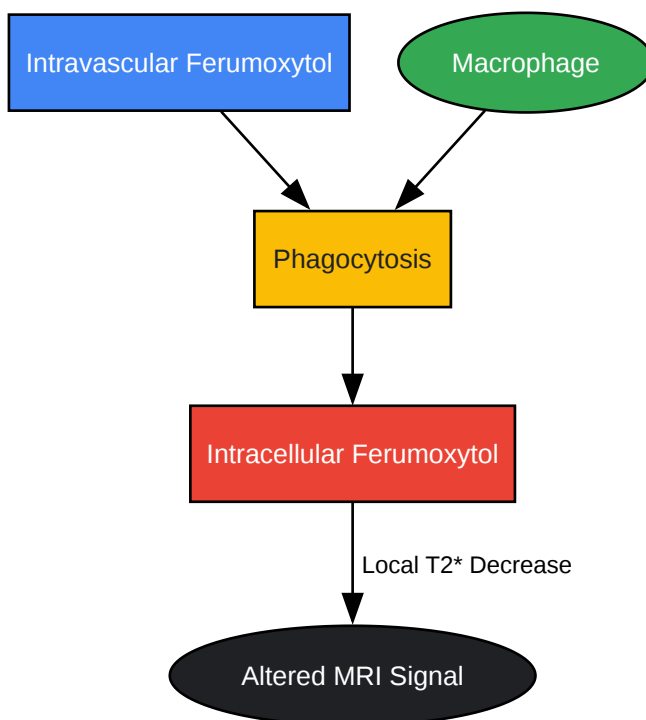 Intravascular Ferumoxytol
Macrophage
Phagocytosis
Intracellular Ferumoxytol
Local T2* Decrease
Altered MRI Signal